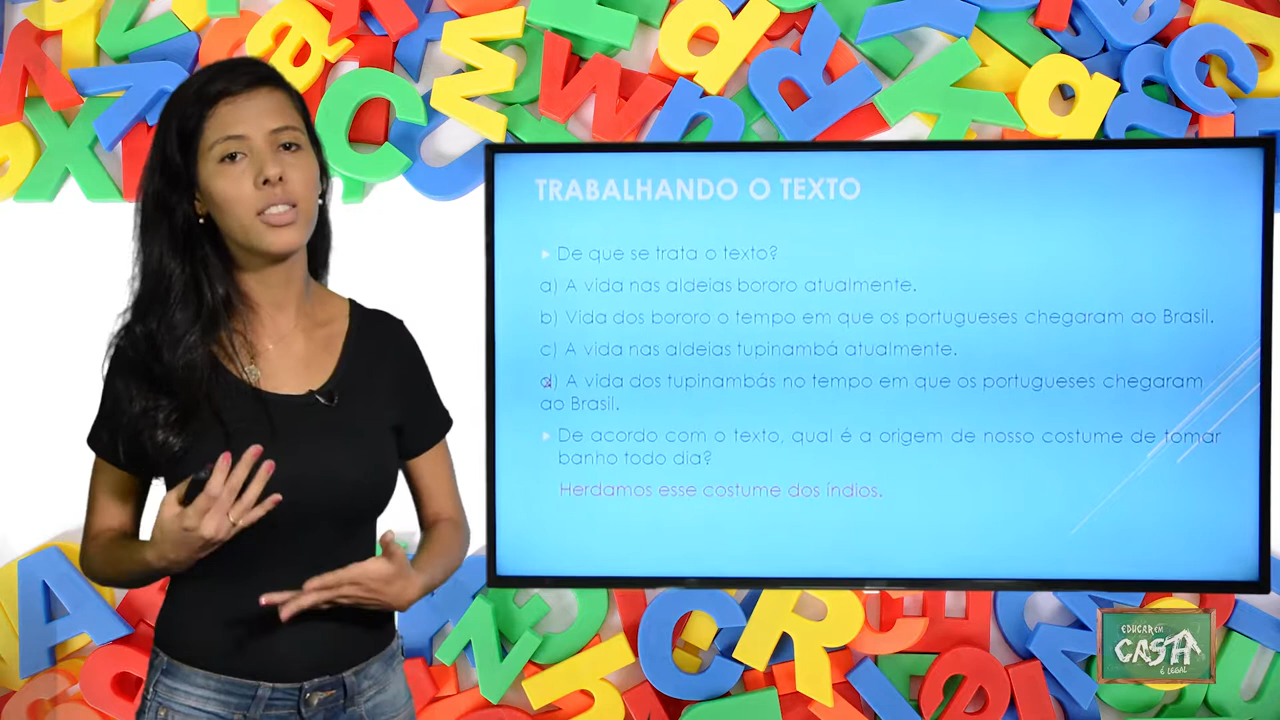 TRABALHANDO O TEXTO
De que se trata o texto?
a) A vida nas aldeias bororo atualmente.
b) Vida dos bororo o tempo em que os portugueses chegaram ao Brasil.
c) A vida nas aldeias tupinambá atualmente.
d) A vida dos tupinambás no tempo em que os portugueses chegaram
ao Brasil.
De acordo com o texto, qual é a origem de nosso costume de tomar
banho todo dia?
Herdamos esse costume dos índios.
EDUCAR EM
CASA
É LEGAL